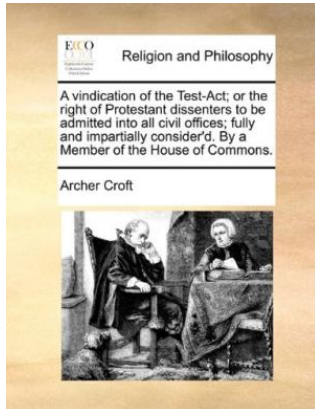 ECCO
Religion and Philosophy
A vindication of the Test-Act; or the
right of Protestant dissenters to be
admitted into all civil offices; fully
and impartially consider'd. By a
Member of the House of Commons.
Archer Croft